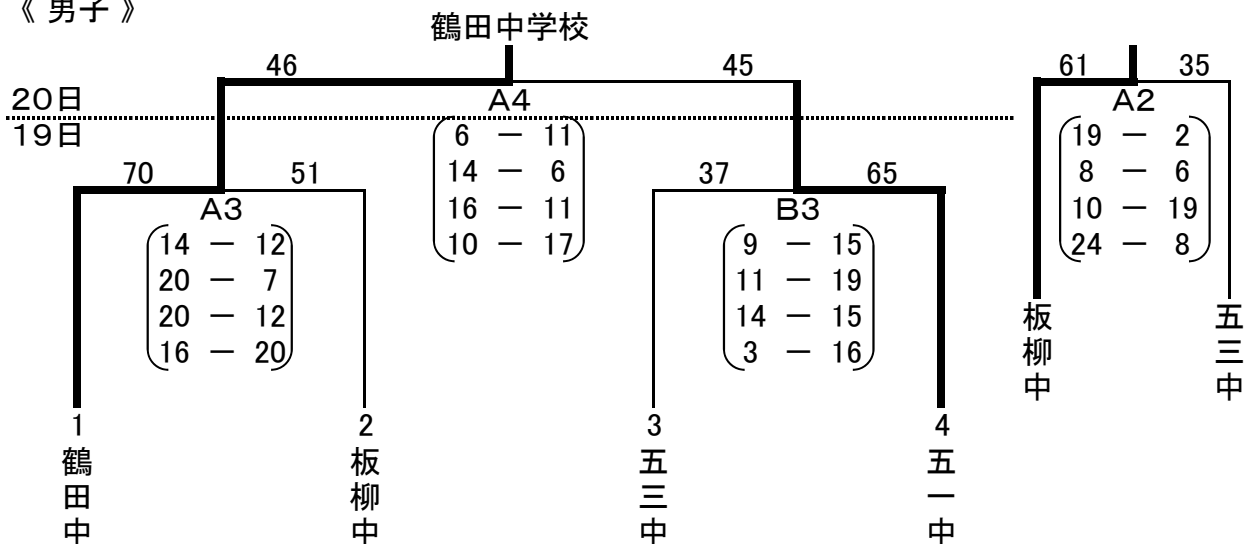 《 男子 》
鶴田中学校
46 45 61 35
20日 A4 A2
19日 6 － 11 19 － 2
14 － 6 8 － 6
70 51 37 65
16 － 11 10 － 19
A3 B3
14 － 12 10 － 17 9 － 15 24 － 8
20 － 7 11 － 19
20 － 12 14 － 15
16 － 20 3 － 16
板柳中 五三中
1 2 3 4
鶴田中 板柳中 五三中 五一中